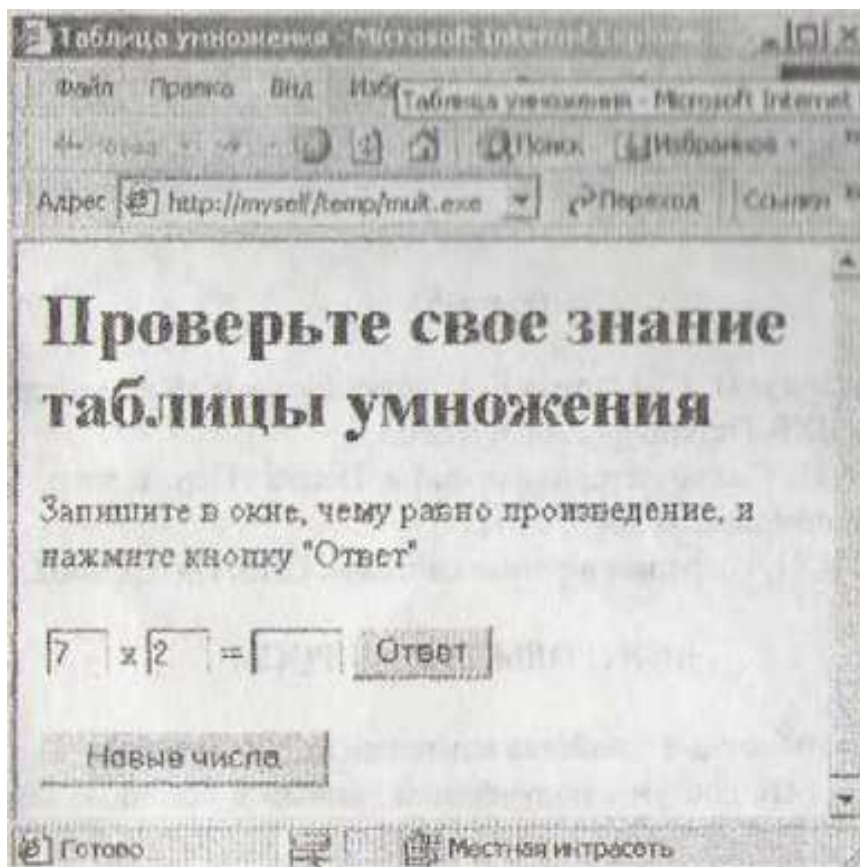 Таблица умножения - Microsoft Internet Explorer
Файл Правка Вид
Таблица умножения - Microsoft Internet
Назад Поиск Избранное
Адрес http://myself/temp/mult.exe Переход Ссылки
Проверьте свое знание
таблицы умножения
Запишите в окне, чему равно произведение, и
нажмите кнопку "Ответ"
7 x 2 = Ответ
Новые числа
Готово Местная интрасеть